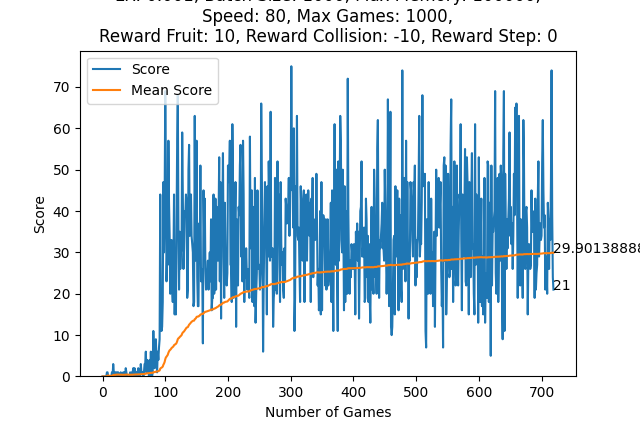 Speed: 80, Max Games: 1000,
Reward Fruit: 10, Reward Collision: -10, Reward Step: 0
Score
Mean Score
70
60
50
40
30
20
10
0
Score
29.90138888
21
0 100 200 300 400 500 600 700
Number of Games